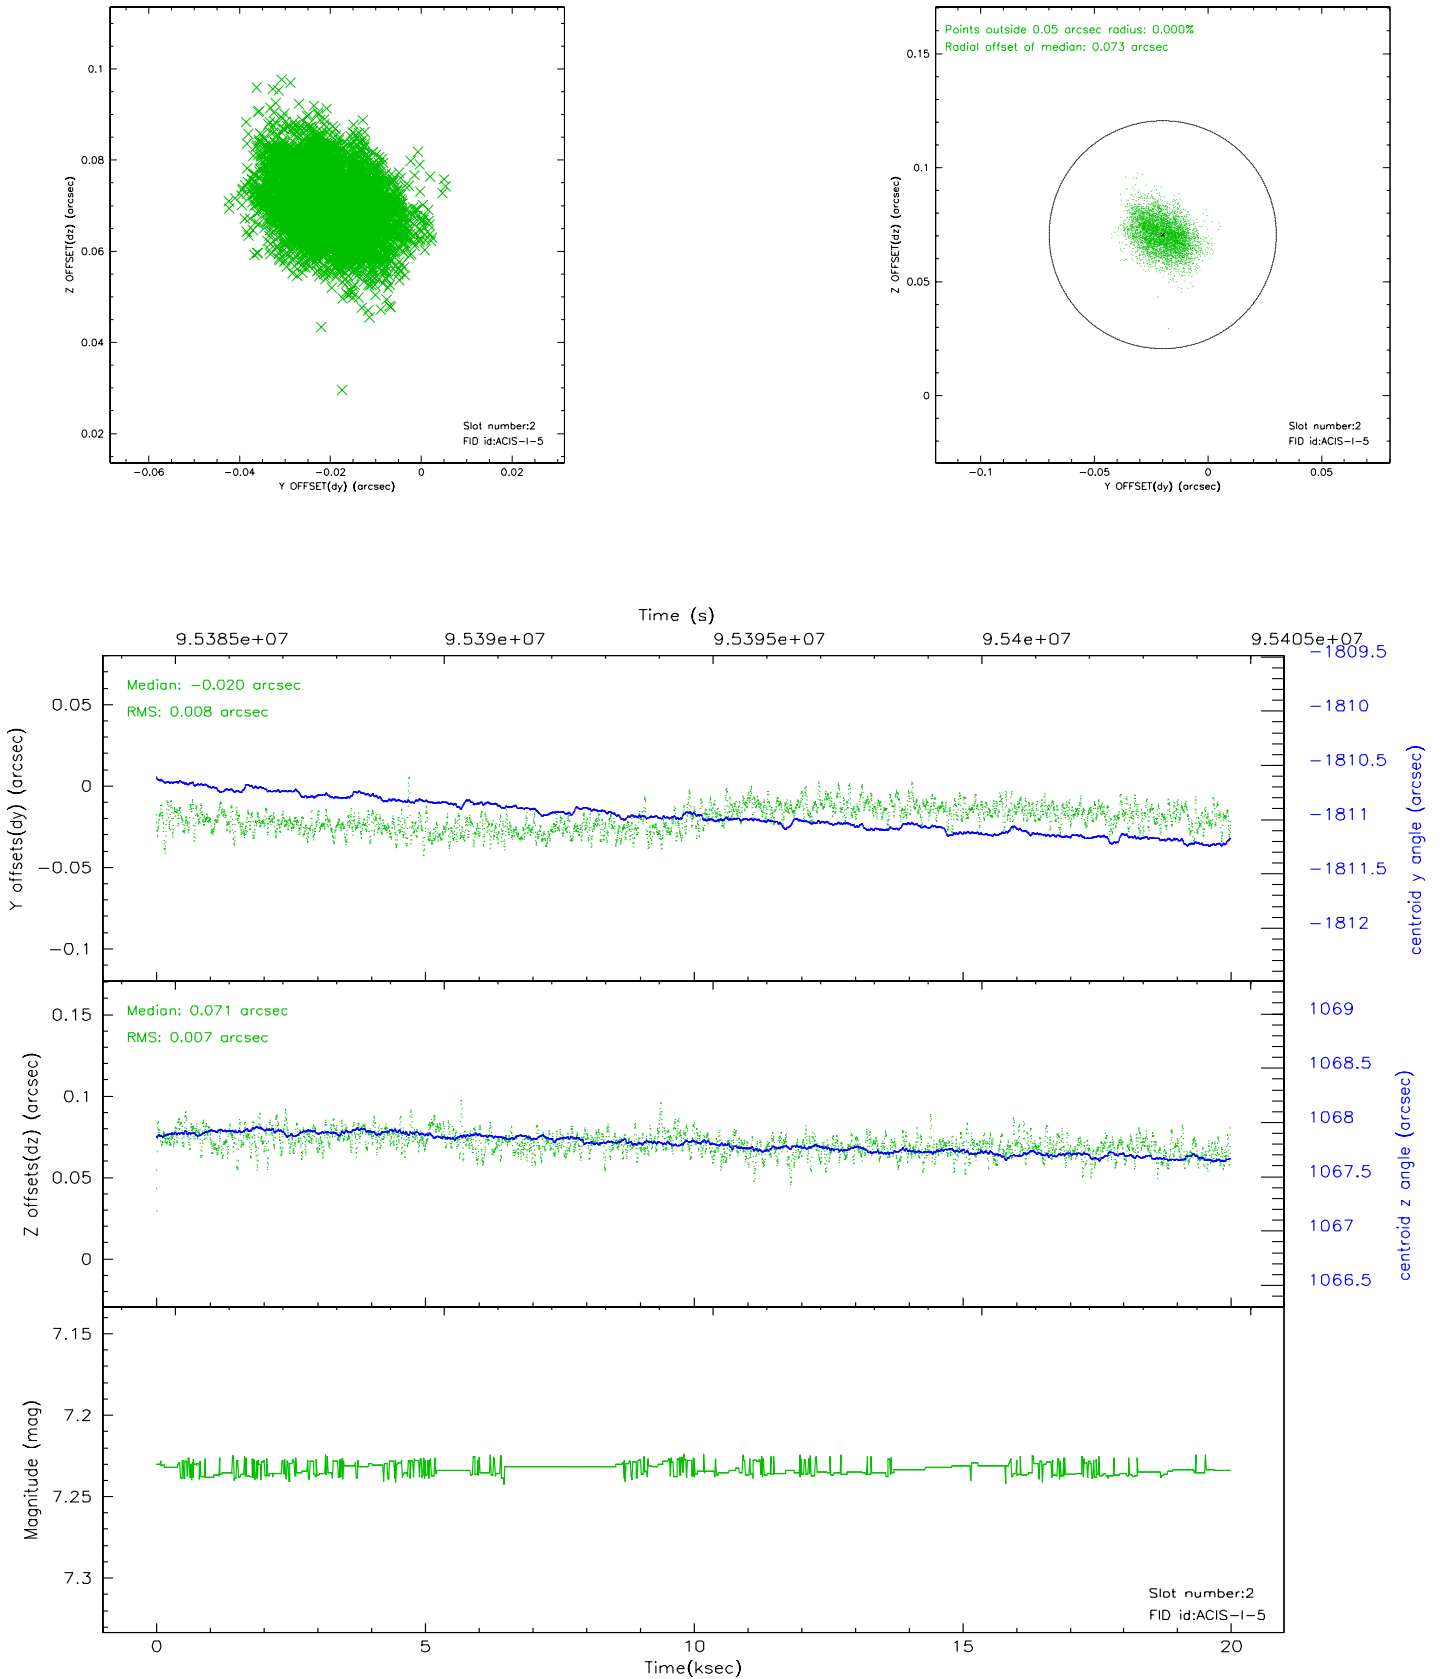 0.1
0.08
0.06
0.04
0.02
Z OFFSET(dz) (arcsec)
Slot number:2
FID id:ACIS-I-5
-0.06 -0.04 -0.02 0 0.02
Y OFFSET(dy) (arcsec)
Points outside 0.05 arcsec radius: 0.000%
Radial offset of median: 0.073 arcsec
0.15
0.1
0.05
0
Z OFFSET(dz) (arcsec)
Slot number:2
FID id:ACIS-I-5
-0.1 -0.05 0 0.05
Y OFFSET(dy) (arcsec)
Time (s)
9.5385e+07 9.539e+07 9.5395e+07 9.54e+07 9.5405e+07
Median: -0.020 arcsec
RMS: 0.008 arcsec
0.05
0
-0.05
-0.1
Y offsets(dy) (arcsec)
-1809.5
-1810
-1810.5
-1811
-1811.5
-1812
centroid y angle (arcsec)
Median: 0.071 arcsec
RMS: 0.007 arcsec
0.15
0.1
0.05
0
Z offsets(dz) (arcsec)
1069
1068.5
1068
1067.5
1067
1066.5
centroid z angle (arcsec)
7.15
7.2
7.25
7.3
Magnitude (mag)
Slot number:2
FID id:ACIS-I-5
0 5 10 15 20
Time(ksec)